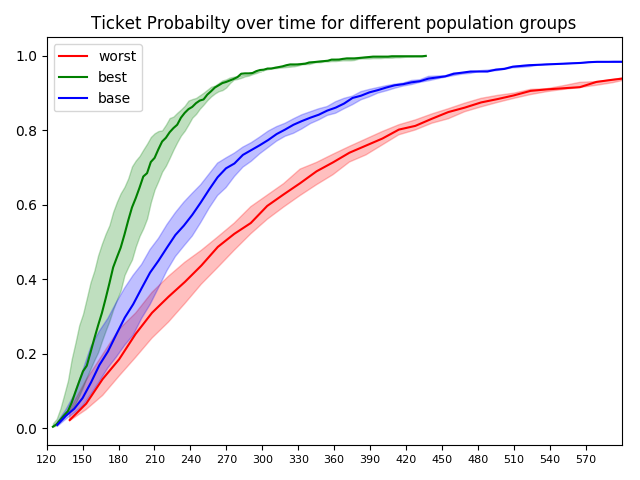 Ticket Probabilty over time for different population groups
worst
best
base
1.0
0.8
0.6
0.4
0.2
0.0
120 150 180 210 240 270 300 330 360 390 420 450 480 510 540 570